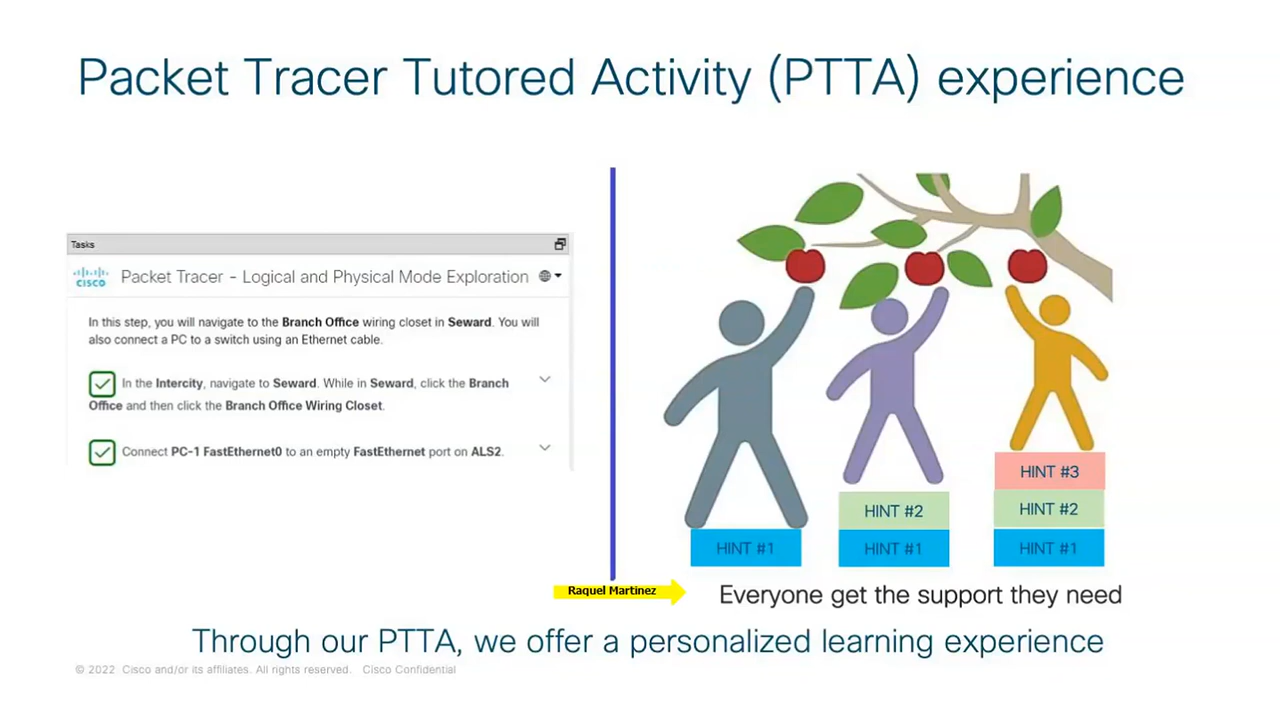 Packet Tracer Tutored Activity (PTTA) experience
Tasks
CISCO
Packet Tracer - Logical and Physical Mode Exploration
In this step, you will navigate to the Branch Office wiring closet in Seward. You will
also connect a PC to a switch using an Ethernet cable.
In the Intercity, navigate to Seward. While in Seward, click the Branch
Office and then click the Branch Office Wiring Closet.
Connect PC-1 FastEthernet0 to an empty FastEthernet port on ALS2.
HINT #1
HINT #2
HINT #1
HINT #3
HINT #2
HINT #1
Raquel Martinez
Everyone get the support they need
Through our PTTA, we offer a personalized learning experience
© 2022 Cisco and/or its affiliates. All rights reserved. Cisco Confidential